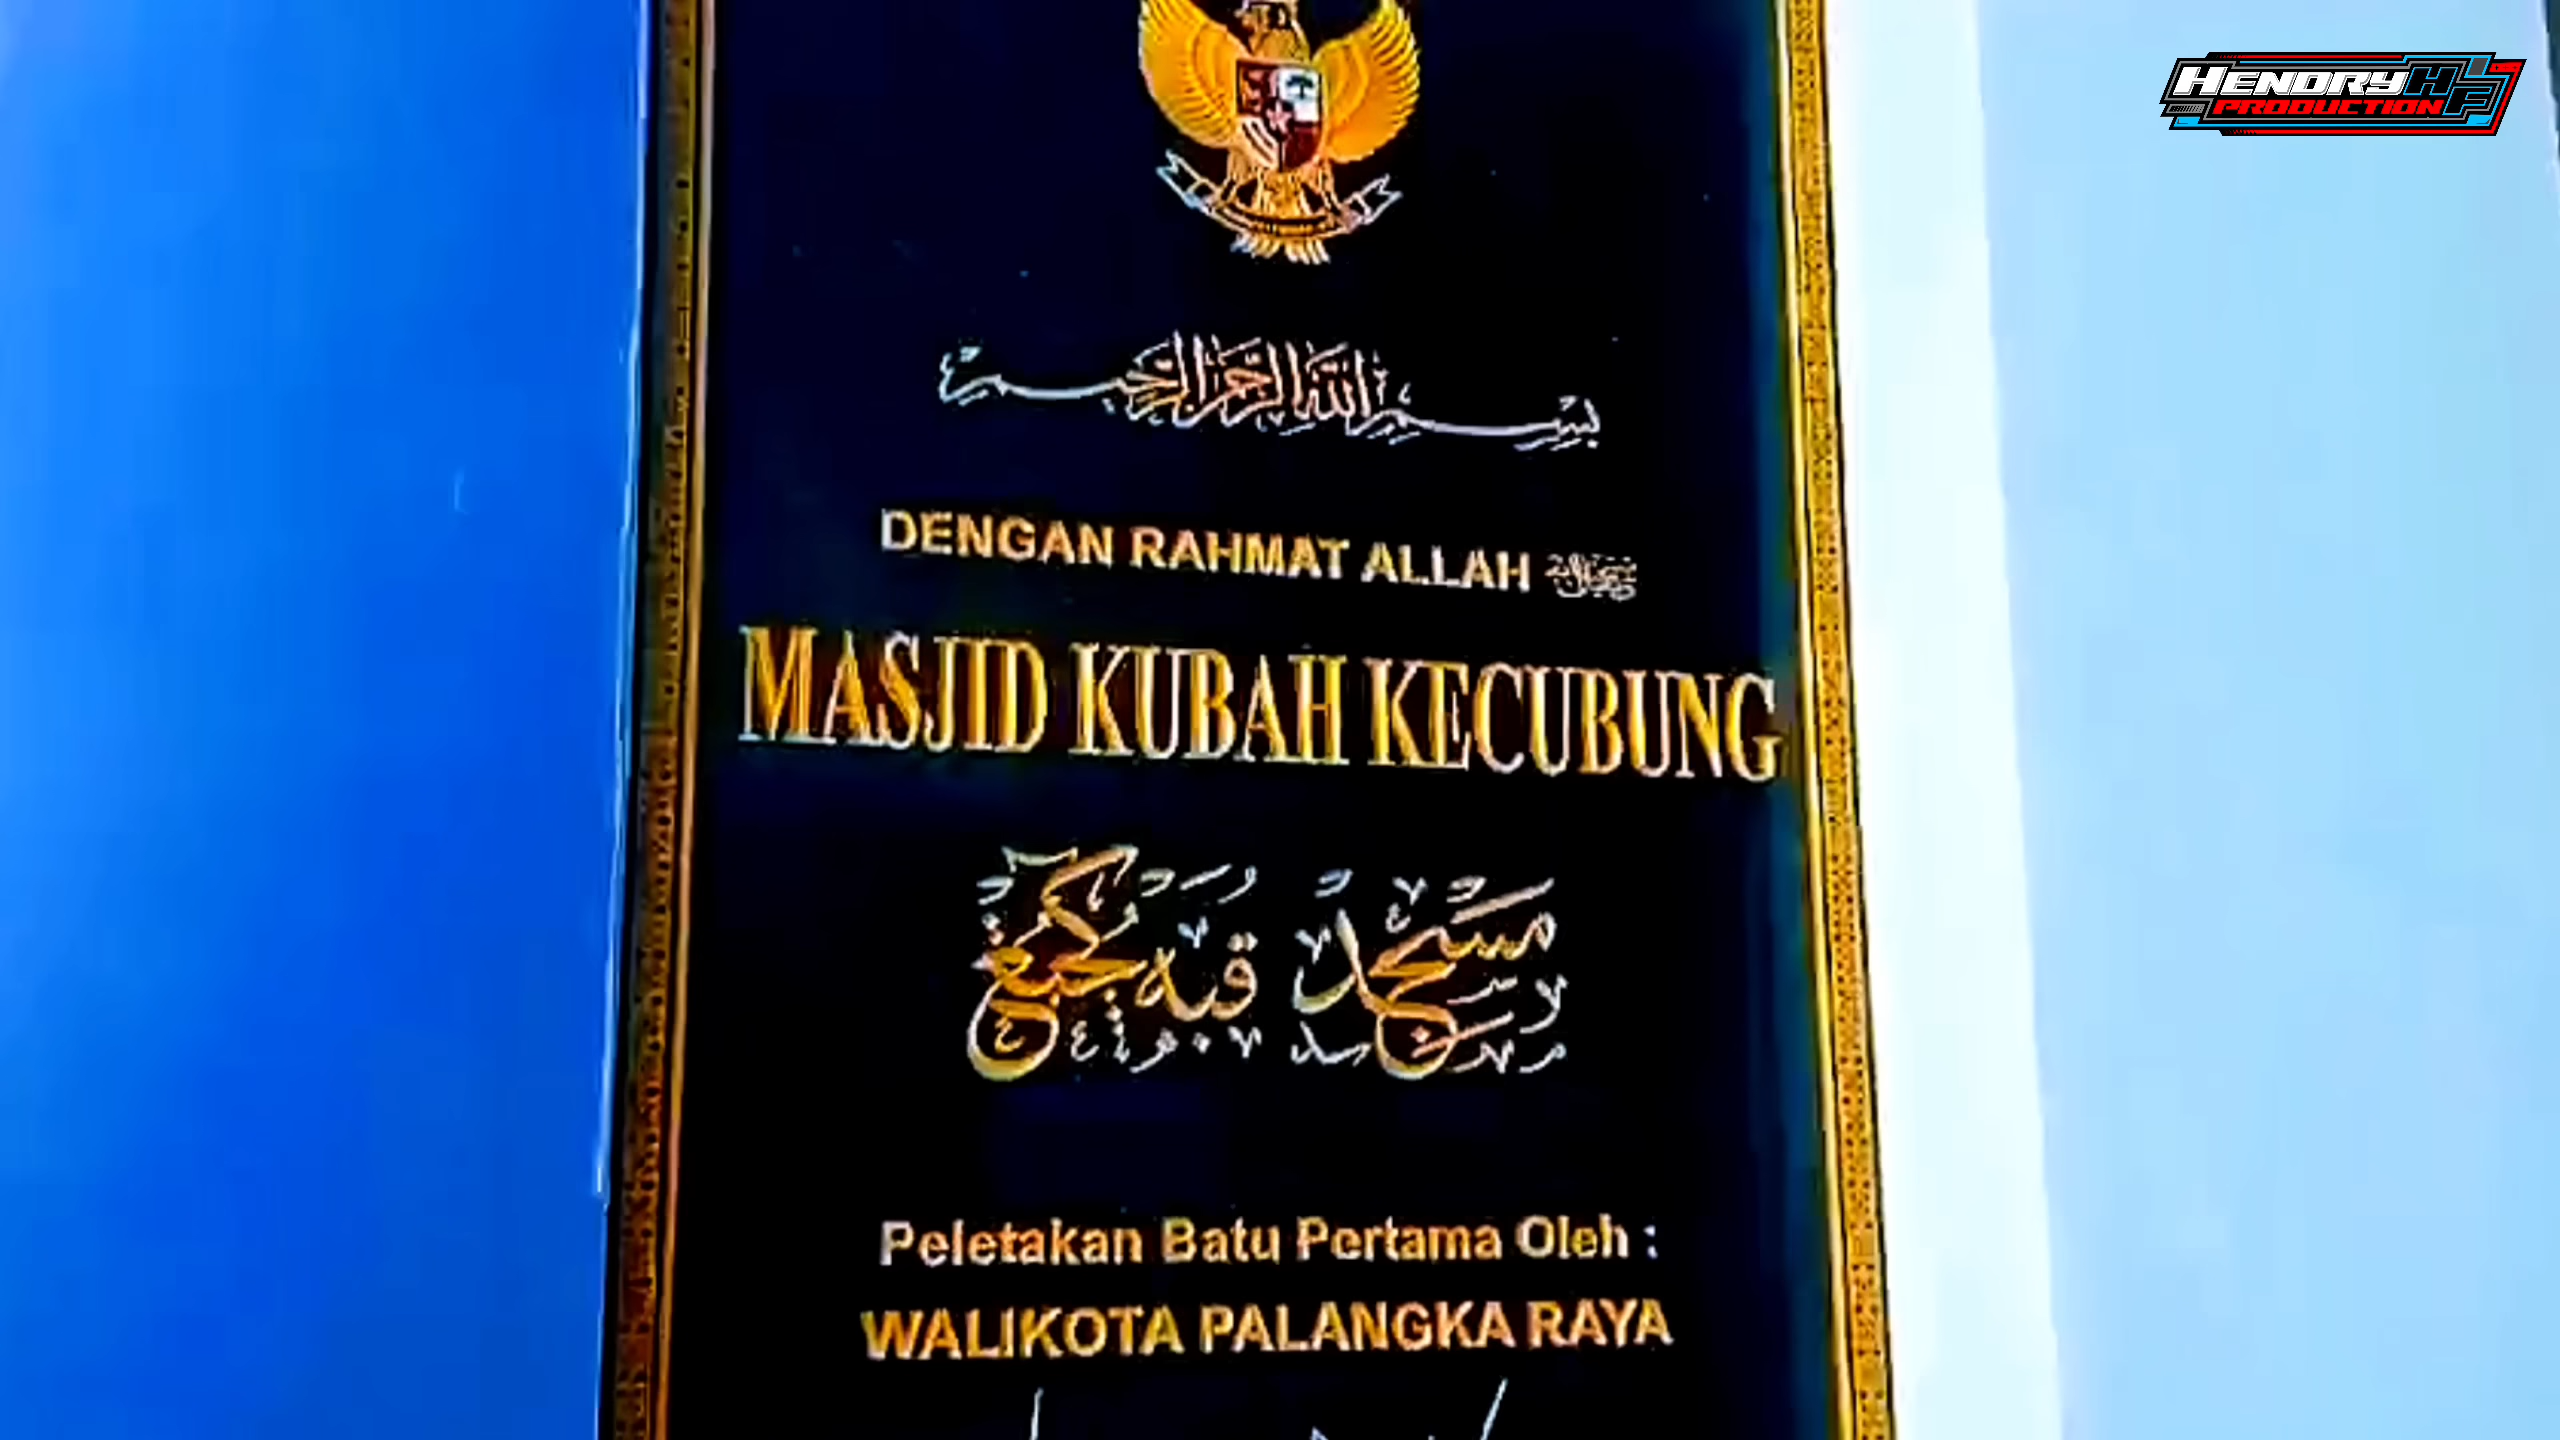 HENDRY HF
PRODUCTION
بسم الله الرحمن الرحيم
DENGAN RAHMAT ALLAH
MASJID KUBAH KECUBUNG
مسجد قبه
Peletakan Batu Pertama Oleh :
WALIKOTA PALANGKA RAYA